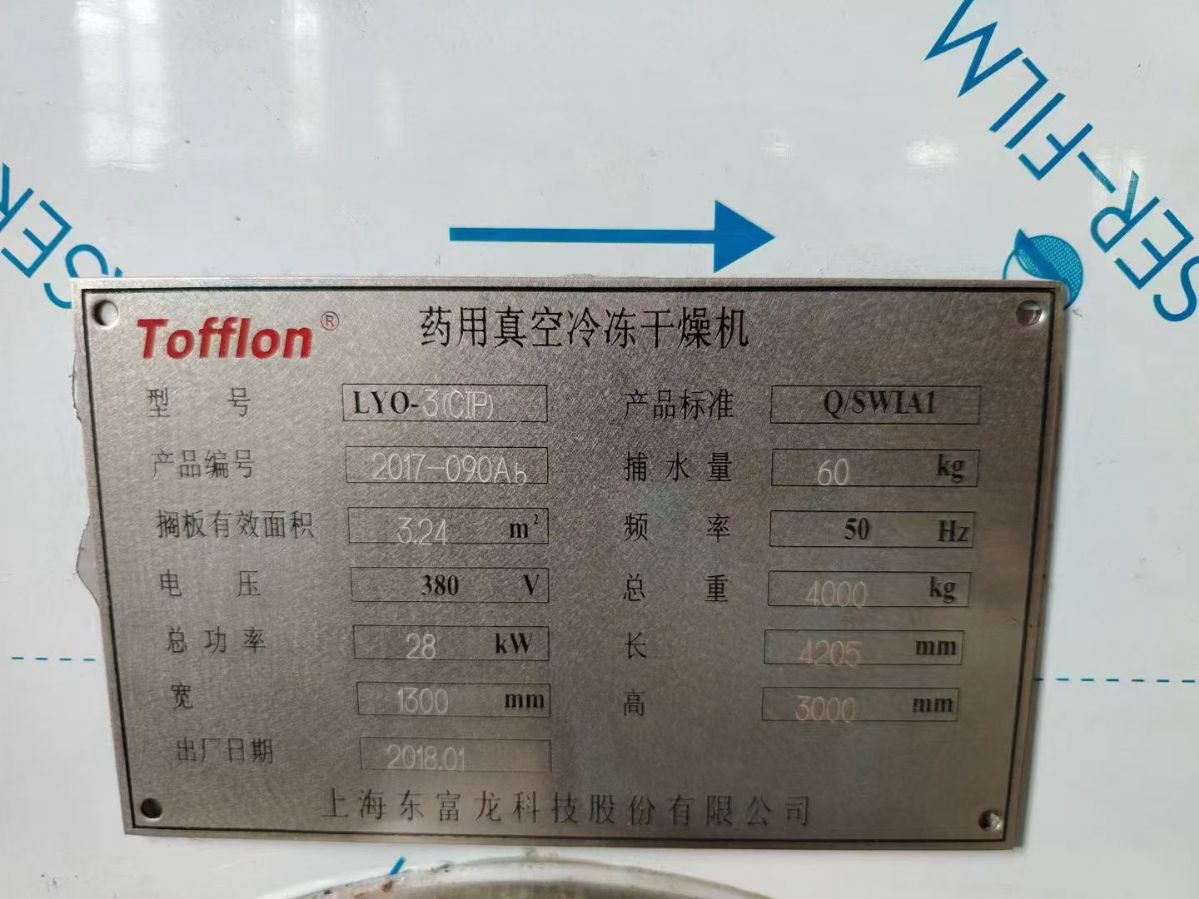 SER-FILM
SER
Tofflon® 药用真空冷冻干燥机
型号 LYO-3(CIP) 产品标准 Q/SWIA1
产品编号 2017-090Ab 捕水量 60 kg
搁板有效面积 3.24 m² 频率 50 Hz
电压 380 V 总重 4000 kg
总功率 28 kW 长 4205 mm
宽 1300 mm 高 3000 mm
出厂日期 2018.01
上海东富龙科技股份有限公司